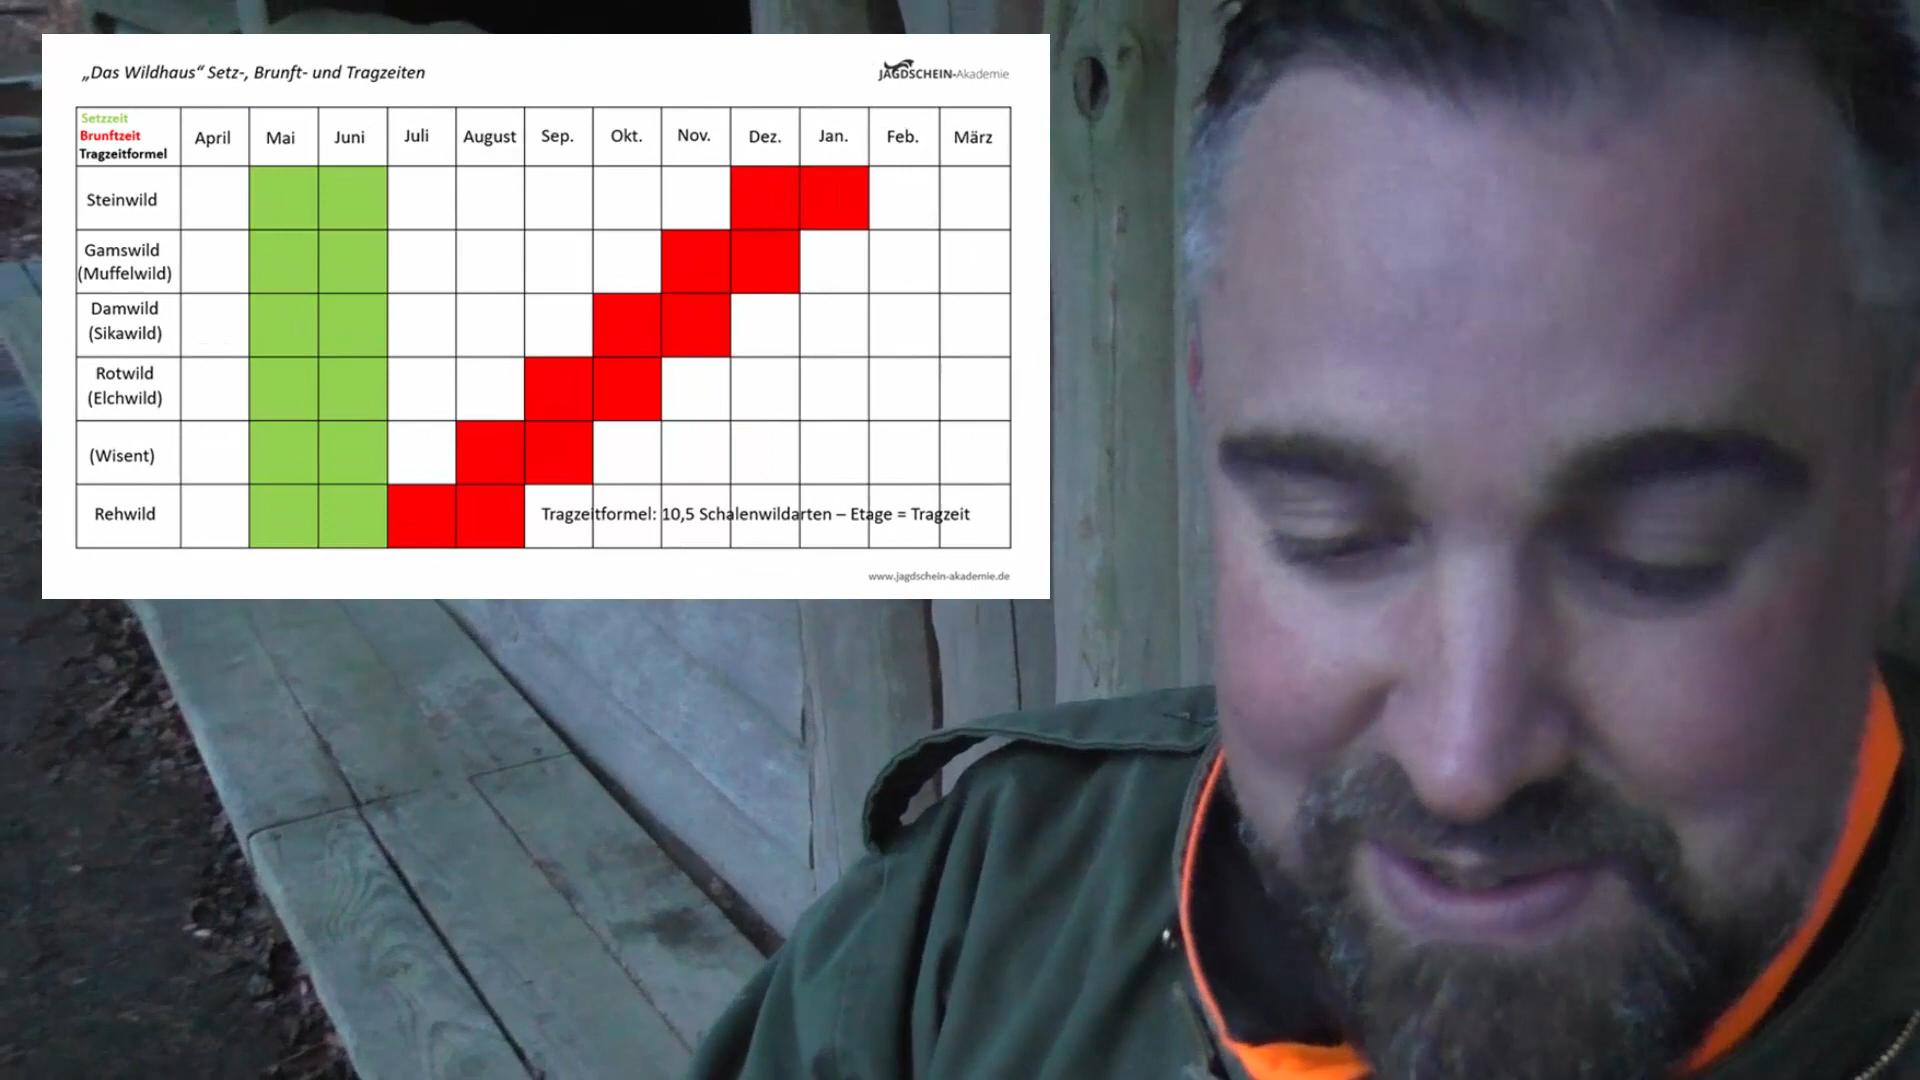 „Das Wildhaus“ Setz-, Brunft- und Tragzeiten
JAGDSCHEIN-Akademie
Setzzeit
Brunftzeit
Tragzeitformel
April Mai Juni Juli August Sep. Okt. Nov. Dez. Jan. Feb. März
Steinwild
Gamswild
(Muffelwild)
Damwild
(Sikawild)
Rotwild
(Elchwild)
(Wisent)
Rehwild
Tragzeitformel: 10,5 Schalenwildarten – Etage = Tragzeit
www.jagdschein-akademie.de